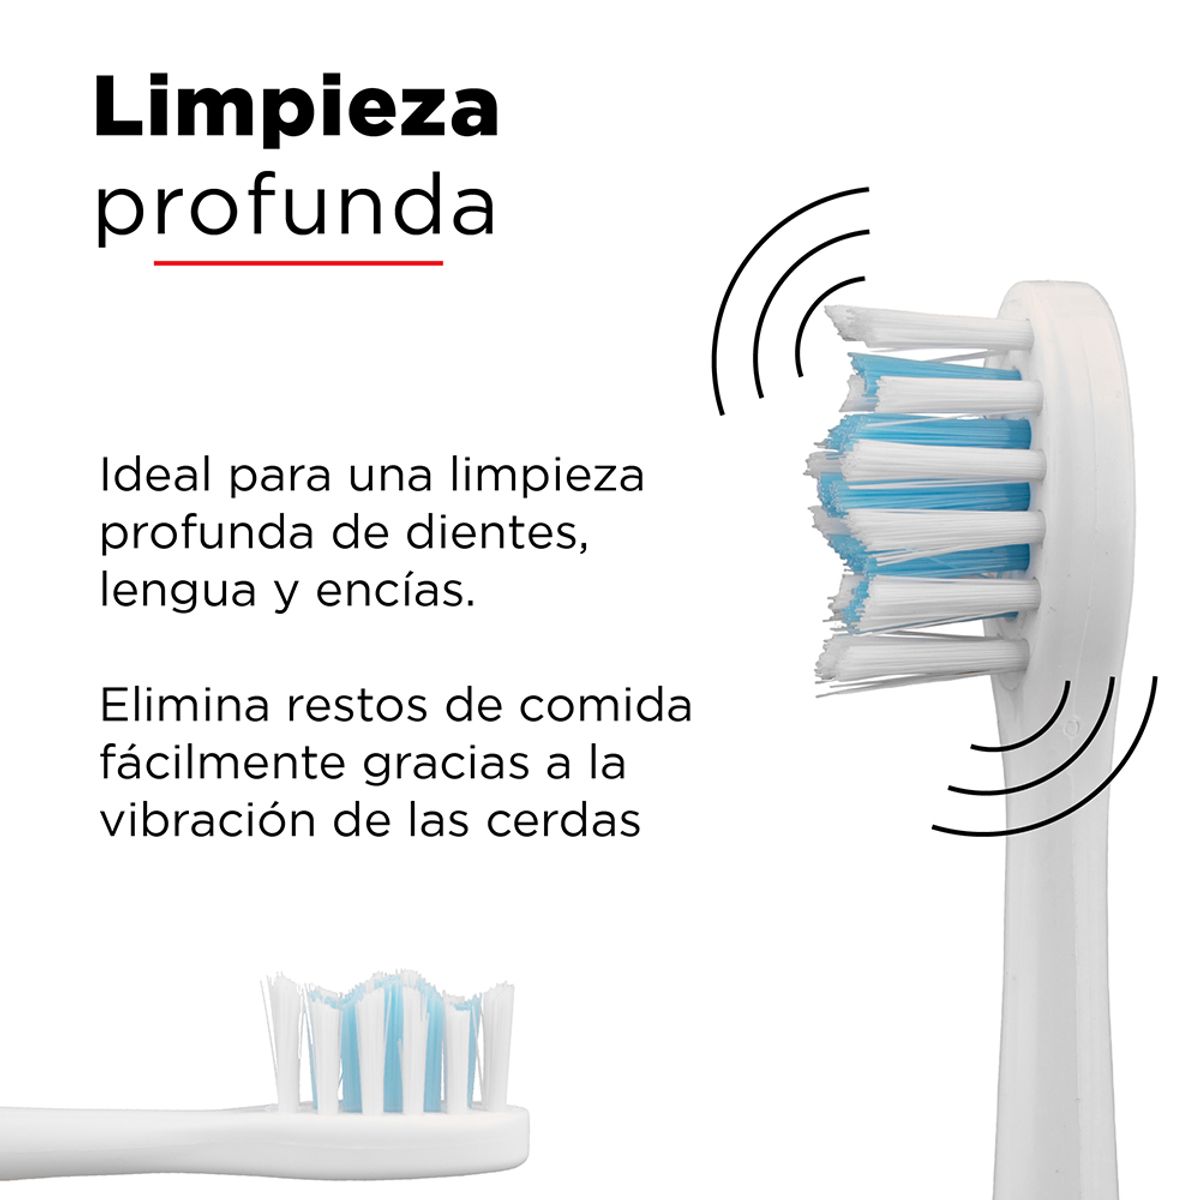 Limpieza
profunda
Ideal para una limpieza
profunda de dientes,
lengua y encías.
Elimina restos de comida
fácilmente gracias a la
vibración de las cerdas